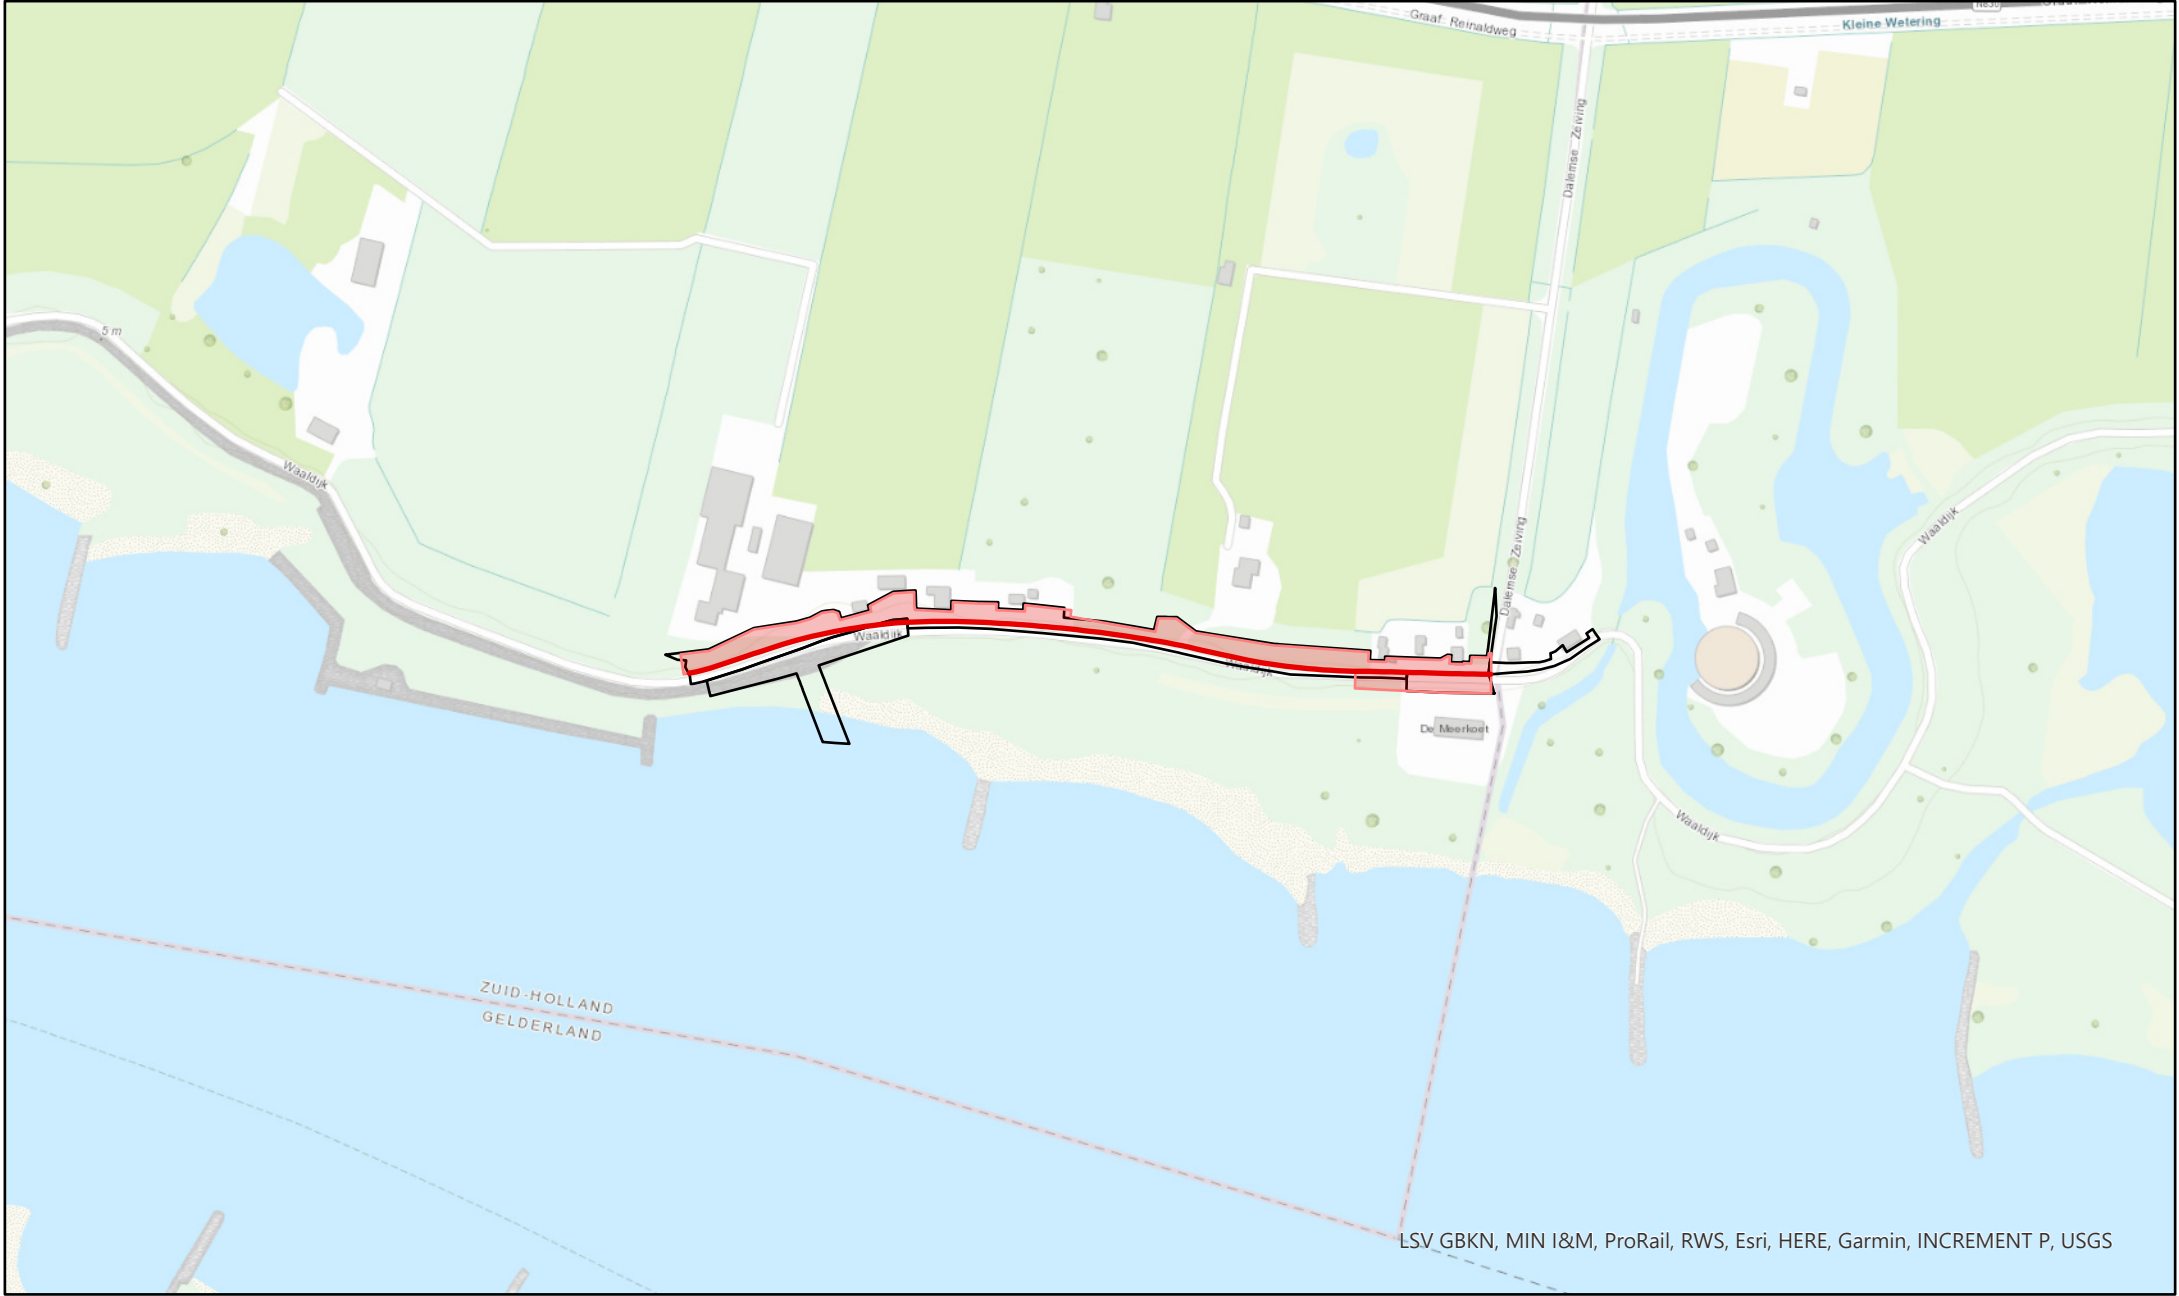 Graaf Reinaldweg
Kleine Wetering
Dalemse Zeiving
5 m
Waaldijk
Waaldijk
Dalemse Zeiving
Waaldijk
Waaldijk
De Meerkoet
Waaldijk
ZUID-HOLLAND
GELDERLAND
LSV GBKN, MIN I&M, ProRail, RWS, Esri, HERE, Garmin, INCREMENT P, USGS